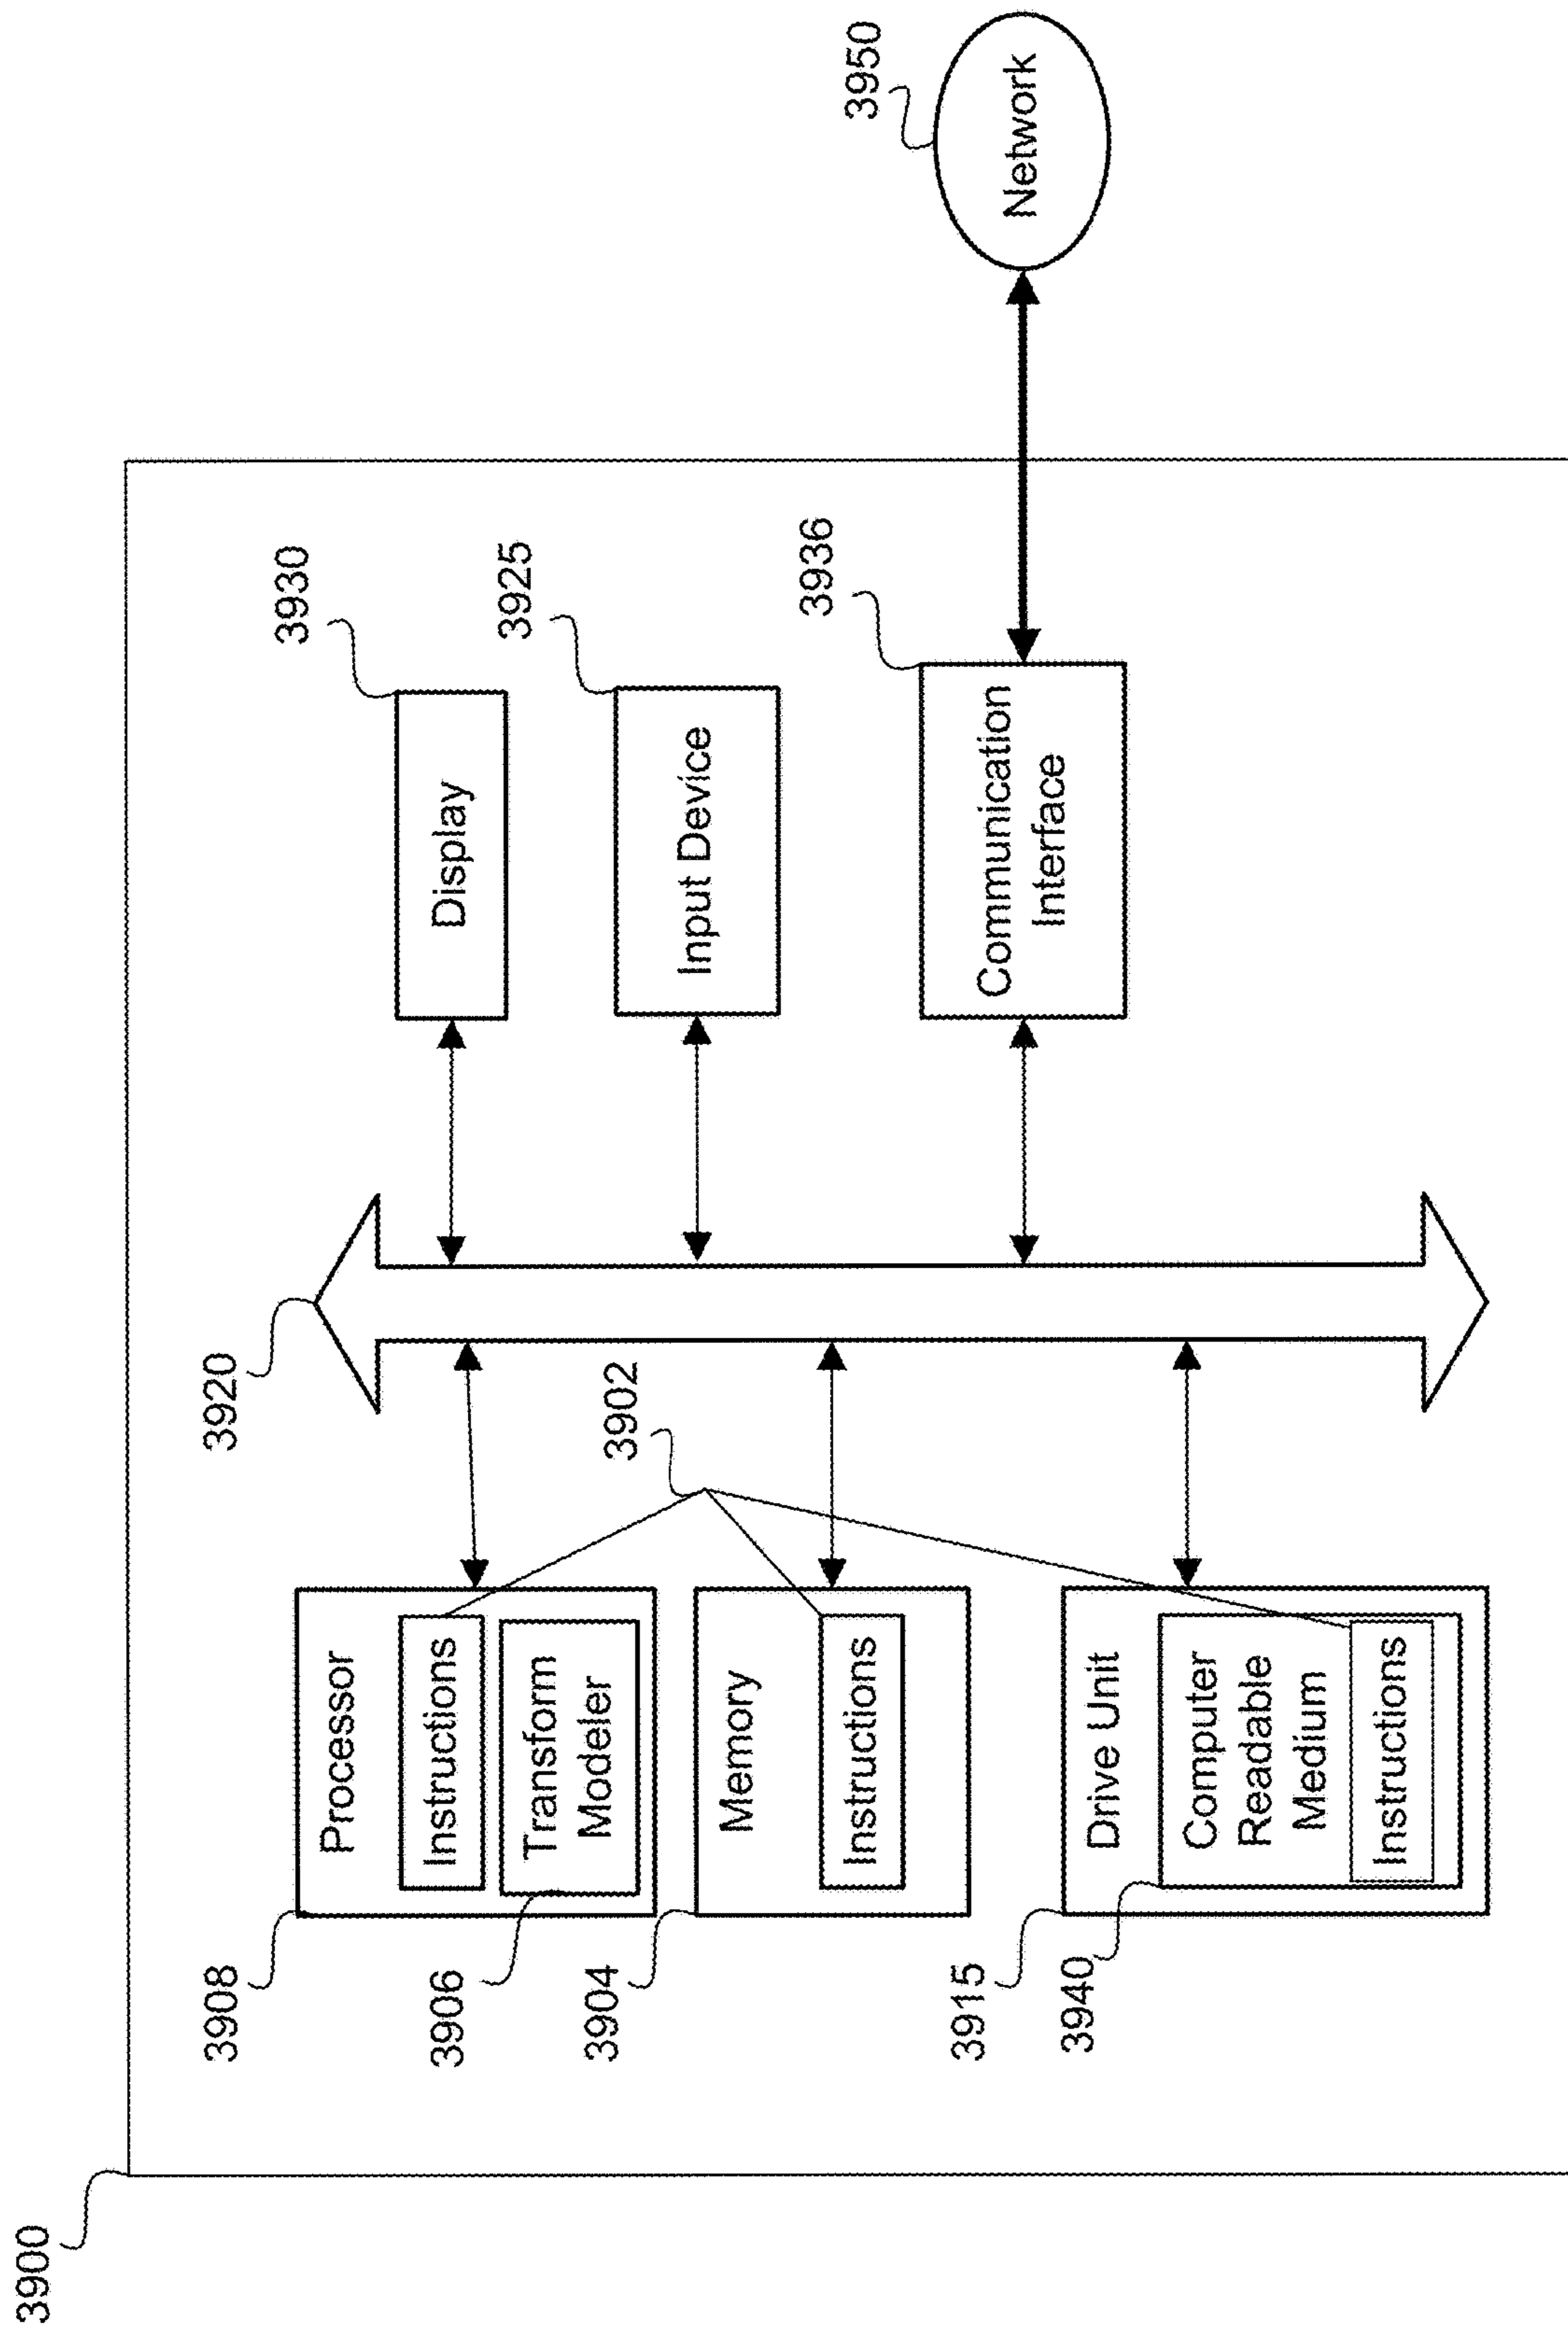 3900
3908
Processor
Instructions
3906
Transform
Modeler
3904
Memory
Instructions
3915
Drive Unit
3940
Computer
Readable
Medium
Instructions
3902
3920
3930
Display
3925
Input Device
3936
Communication
Interface
3950
Network